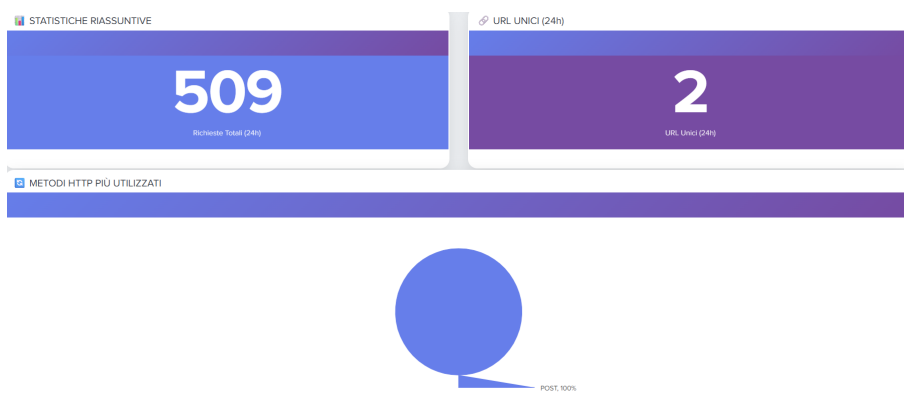 STATISTICHE RIASSUNTIVE
509
Richieste Totali (24h)
URL UNICI (24h)
2
URL Unici (24h)
METODI HTTP PIÙ UTILIZZATI
POST, 100%